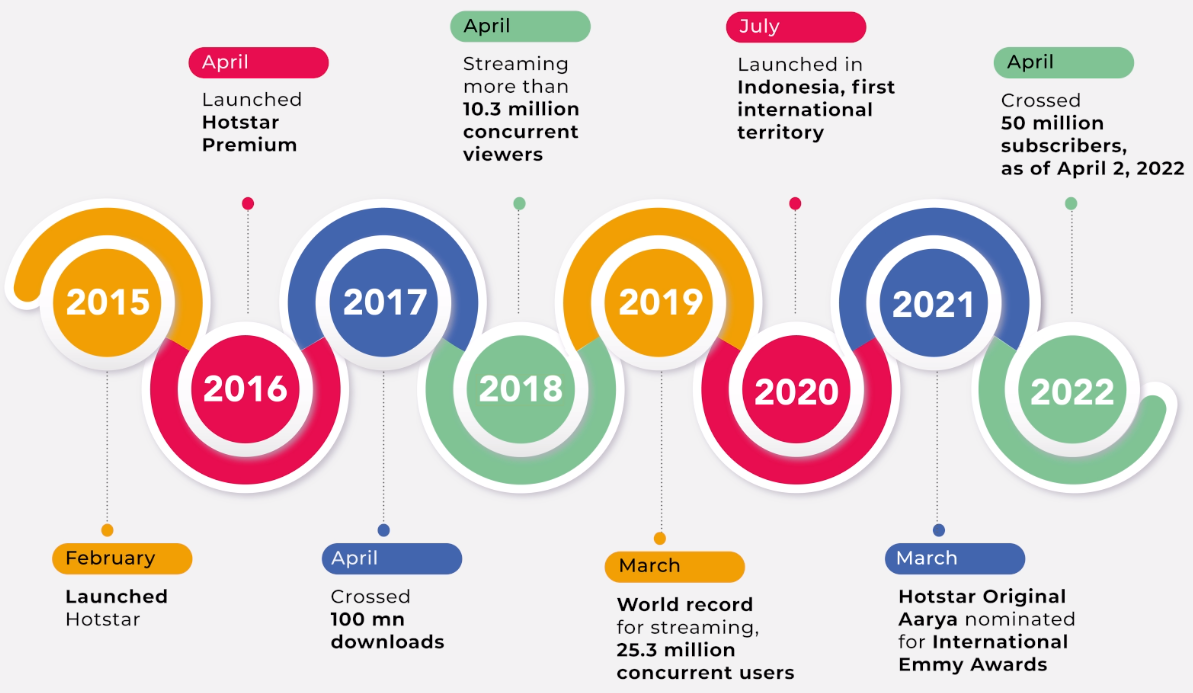 2015
February
Launched
Hotstar
April
Launched
Hotstar
Premium
2016
2017
April
Crossed
100 mn
downloads
April
Streaming
more than
10.3 million
concurrent
viewers
2018
2019
March
World record
for streaming,
25.3 million
concurrent users
July
Launched in
Indonesia, first
international
territory
2020
2021
March
Hotstar Original
Aarya nominated
for International
Emmy Awards
April
Crossed
50 million
subscribers,
as of April 2, 2022
2022